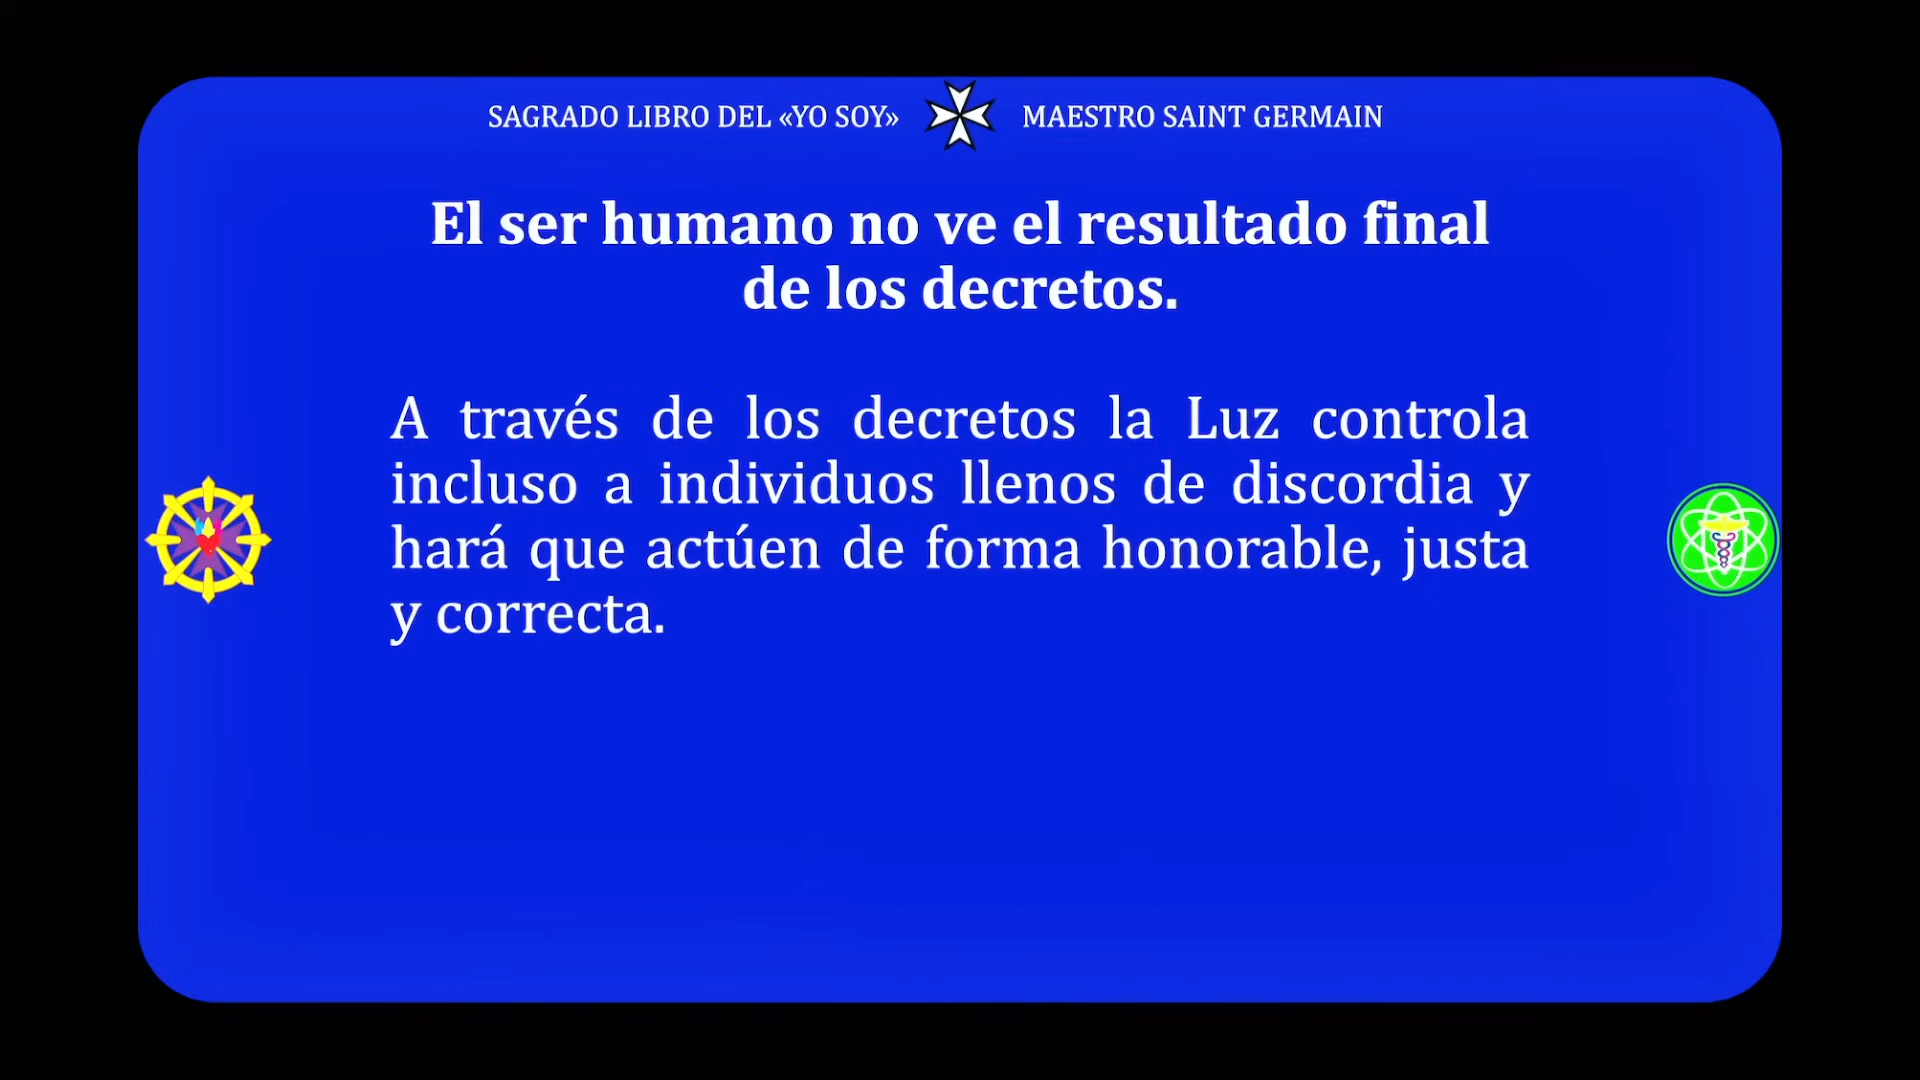 SAGRADO LIBRO DEL «YO SOY» MAESTRO SAINT GERMAIN
El ser humano no ve el resultado final
de los decretos.
A través de los decretos la Luz controla
incluso a individuos llenos de discordia y
hará que actúen de forma honorable, justa
y correcta.